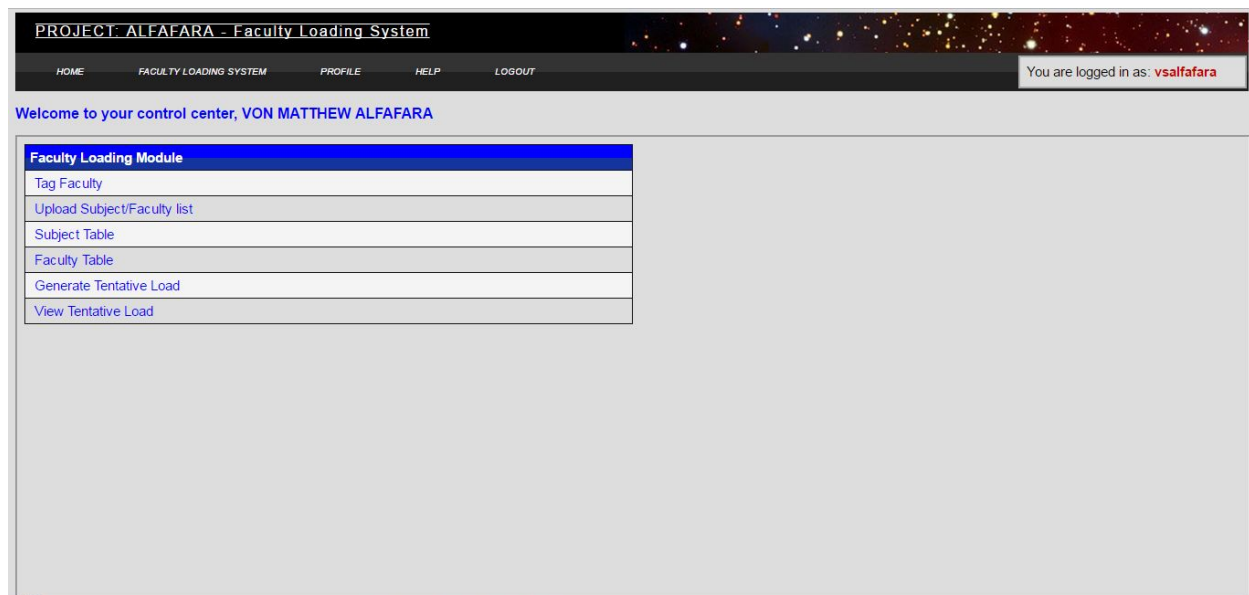 PROJECT: ALFAFARA - Faculty Loading System
HOME FACULTY LOADING SYSTEM PROFILE HELP LOGOUT
You are logged in as: vsalfafara
Welcome to your control center, VON MATTHEW ALFAFARA
Faculty Loading Module
Tag Faculty
Upload Subject/Faculty list
Subject Table
Faculty Table
Generate Tentative Load
View Tentative Load